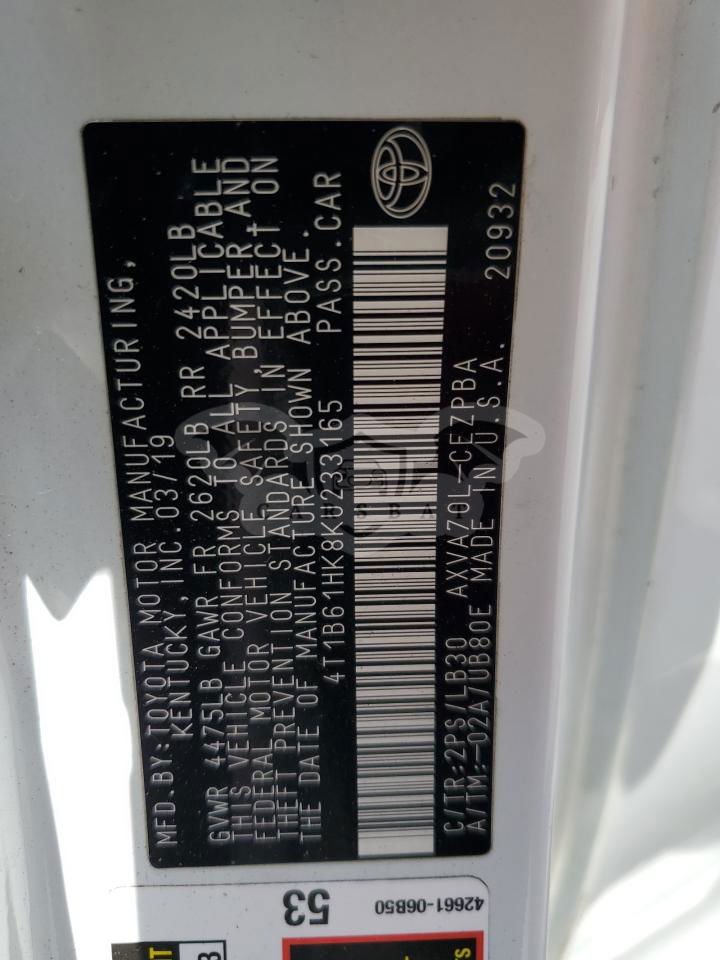 MFD.BY:TOYOTA MOTOR MANUFACTURING,
KENTUCKY, INC.03/19
GVWR 4475LB GAWR FR 2620LB RR 2420LB
THIS VEHICLE CONFORMS TO ALL APPLICABLE
FEDERAL MOTOR VEHICLE SAFETY, BUMPER AND
THEFT PREVENTION STANDARDS IN EFFECT ON
THE DATE OF MANUFACTURE SHOWN ABOVE.
4T1B61HK8KU233165 PASS.CAR
C/TR:2PS/LB30 AXVA70L-CEZPBA
A/TM:-02A/UB80E MADE IN U.S.A. 20932
53
42661-06B50